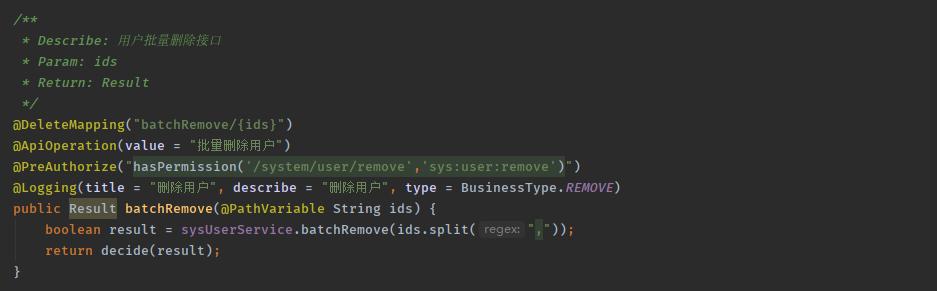 /**
 * Describe: 用户批量删除接口
 * Param: ids
 * Return: Result
 */
@DeleteMapping("batchRemove/{ids}")
@ApiOperation(value = "批量删除用户")
@PreAuthorize("hasPermission('/system/user/remove','sys:user:remove')")
@Logging(title = "删除用户", describe = "删除用户", type = BusinessType.REMOVE)
public Result batchRemove(@PathVariable String ids) {
    boolean result = sysUserService.batchRemove(ids.split( regex: ","));
    return decide(result);
}